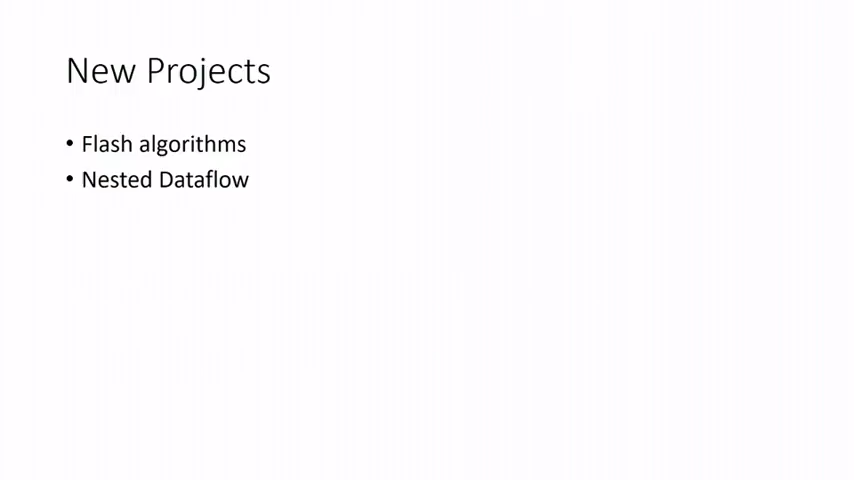 New Projects
• Flash algorithms
• Nested Dataflow